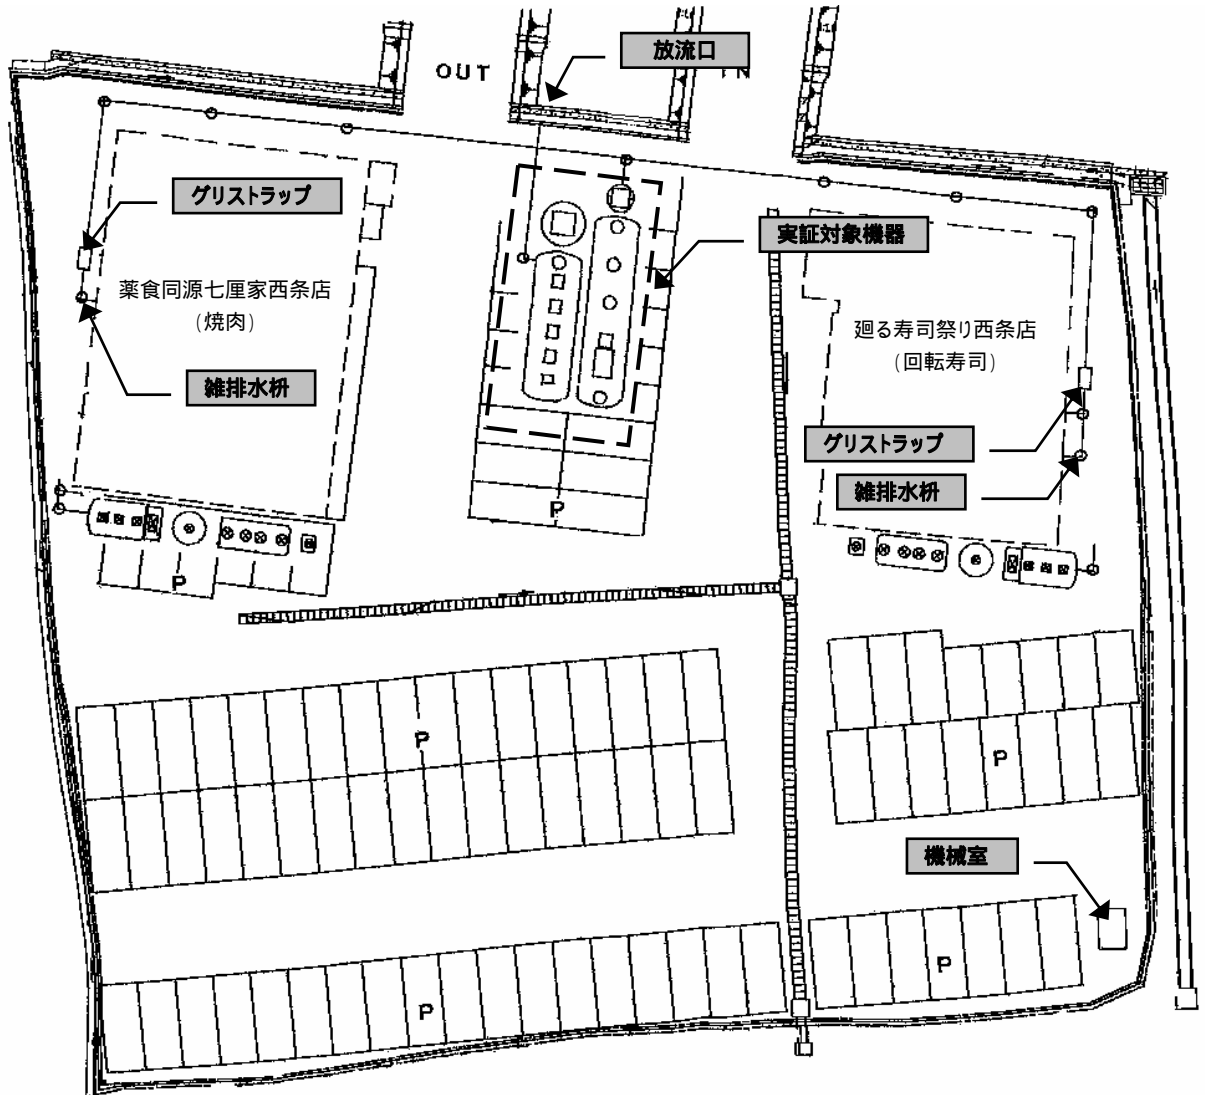 放流口
OUT
IN
グリストラップ
実証対象機器
薬食同源七厘家西条店
(焼肉)
廻る寿司祭り西条店
(回転寿司)
雑排水枡
グリストラップ
雑排水枡
P
P
P
P
機械室
P
P